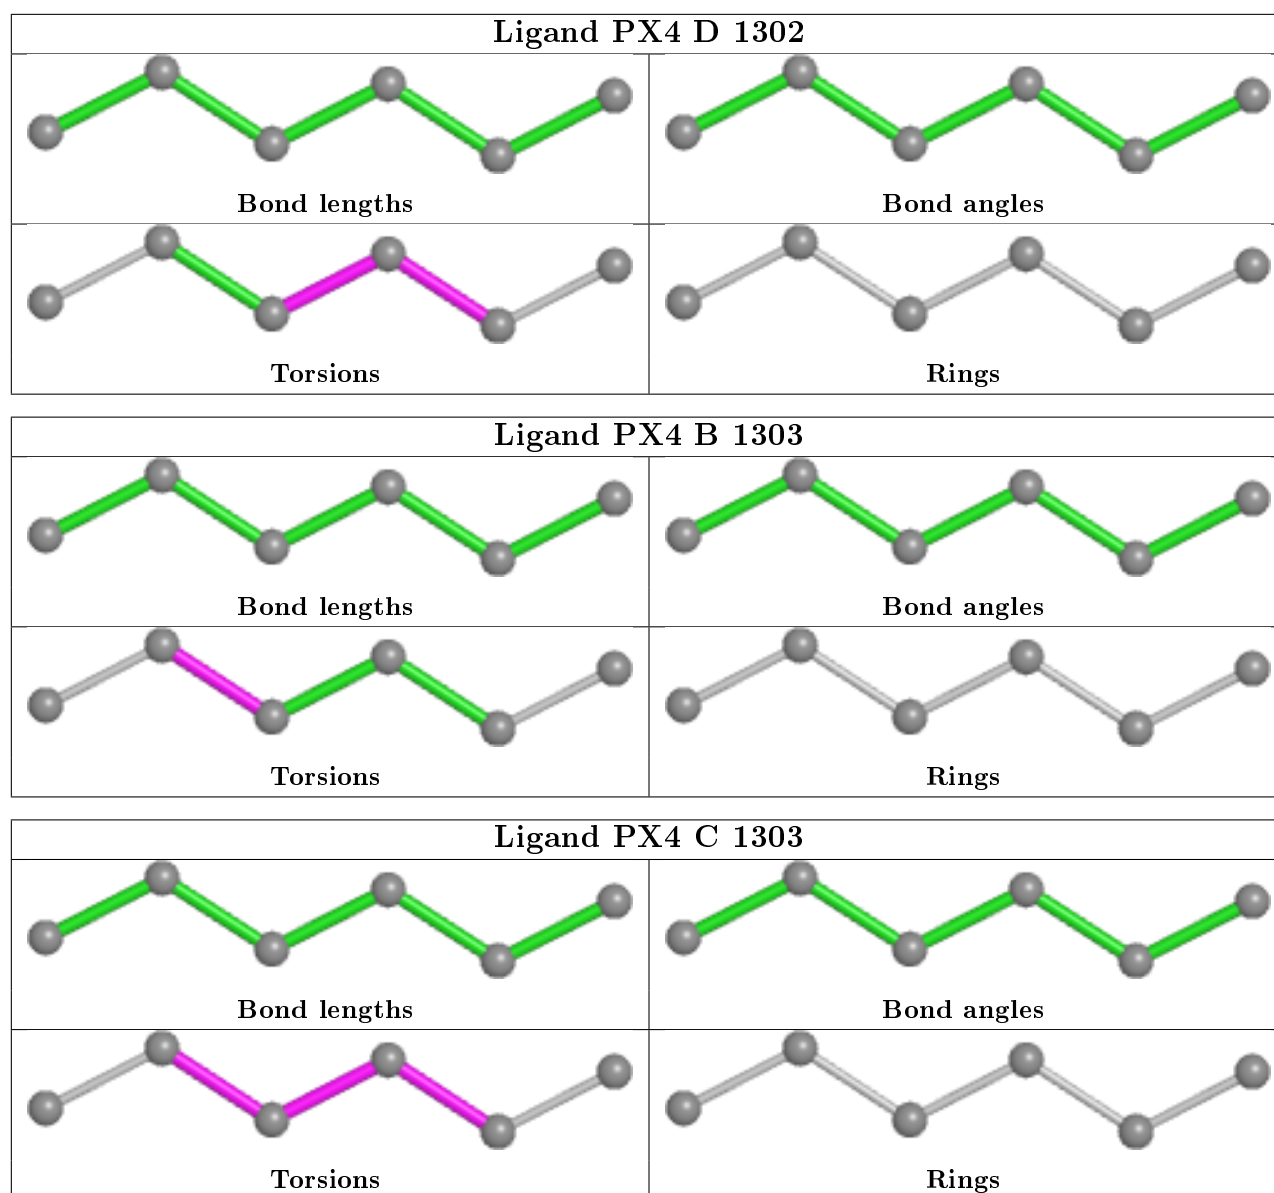 Ligand PX4 D 1302
Bond lengths Bond angles
Torsions Rings
Ligand PX4 B 1303
Bond lengths Bond angles
Torsions Rings
Ligand PX4 C 1303
Bond lengths Bond angles
Torsions Rings